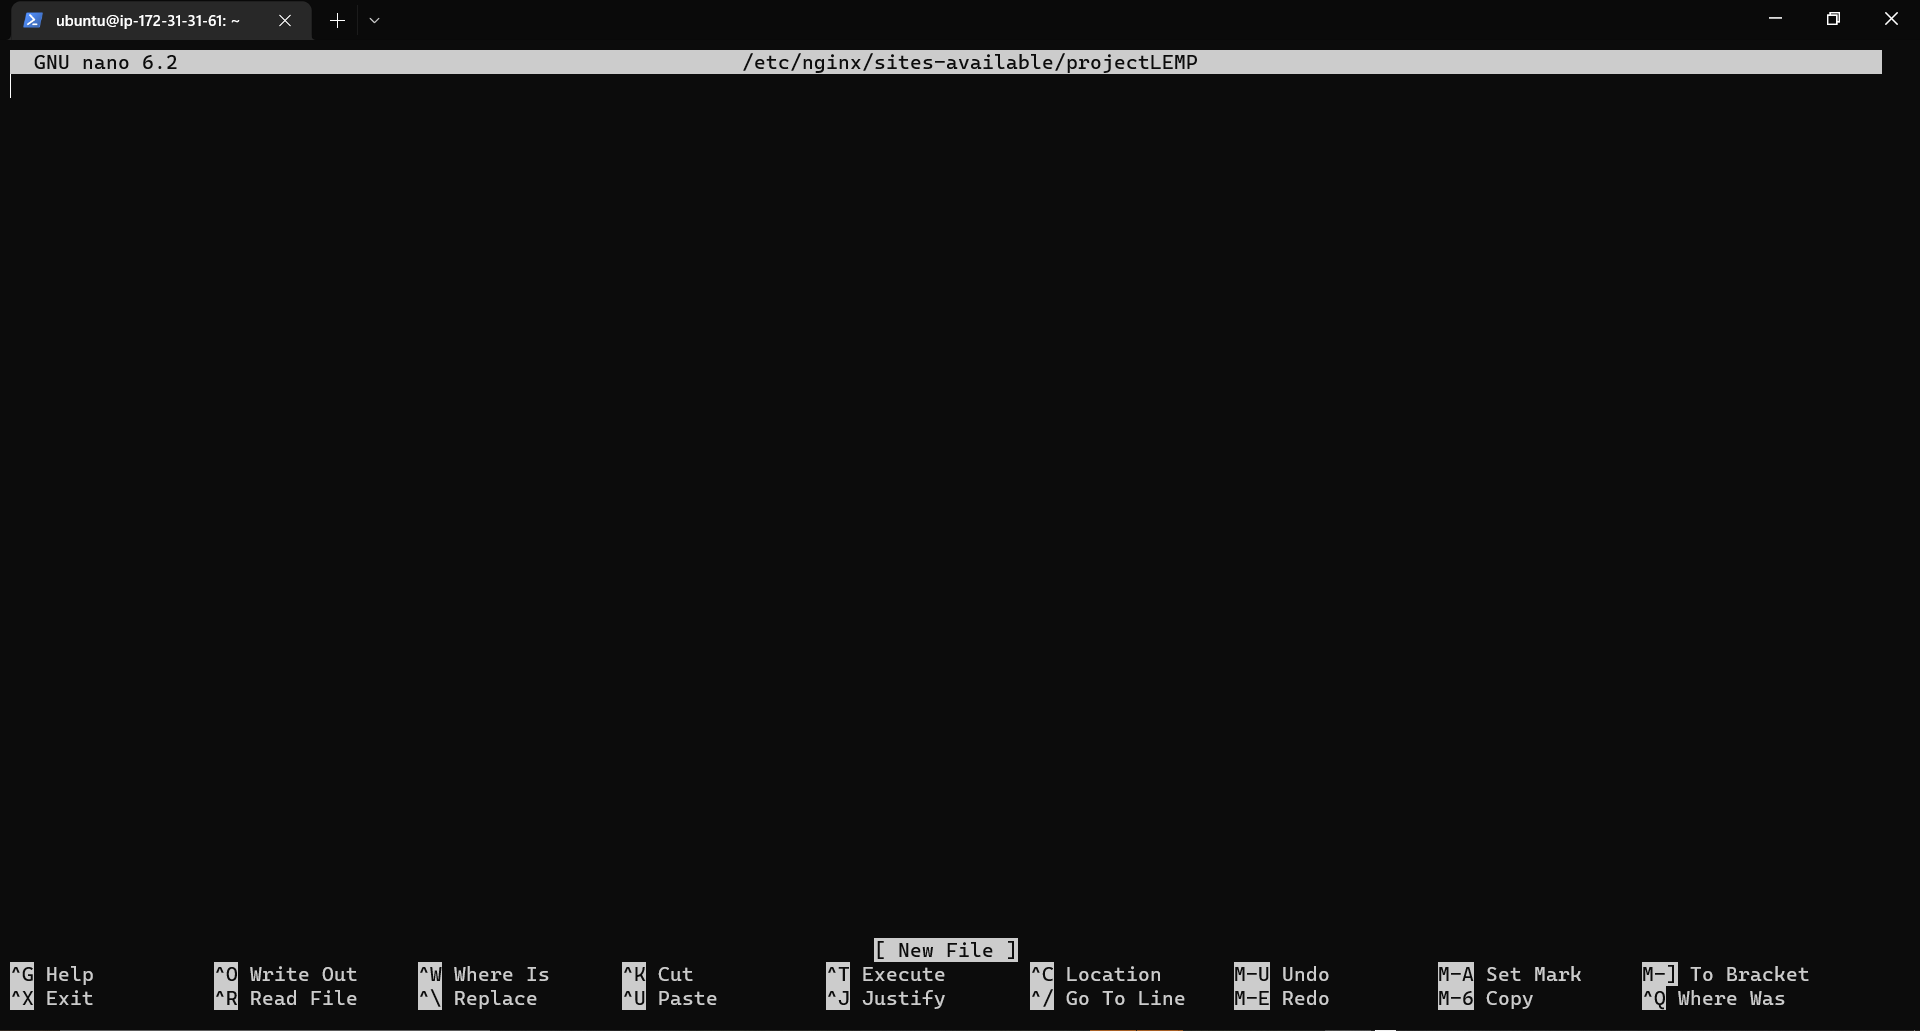 ubuntu@ip-172-31-31-61: ~
GNU nano 6.2 /etc/nginx/sites-available/projectLEMP
[ New File ]
^G Help ^O Write Out ^W Where Is ^K Cut ^T Execute ^C Location M-U Undo M-A Set Mark M-] To Bracket
^X Exit ^R Read File ^\ Replace ^U Paste ^J Justify ^/ Go To Line M-E Redo M-6 Copy ^Q Where Was